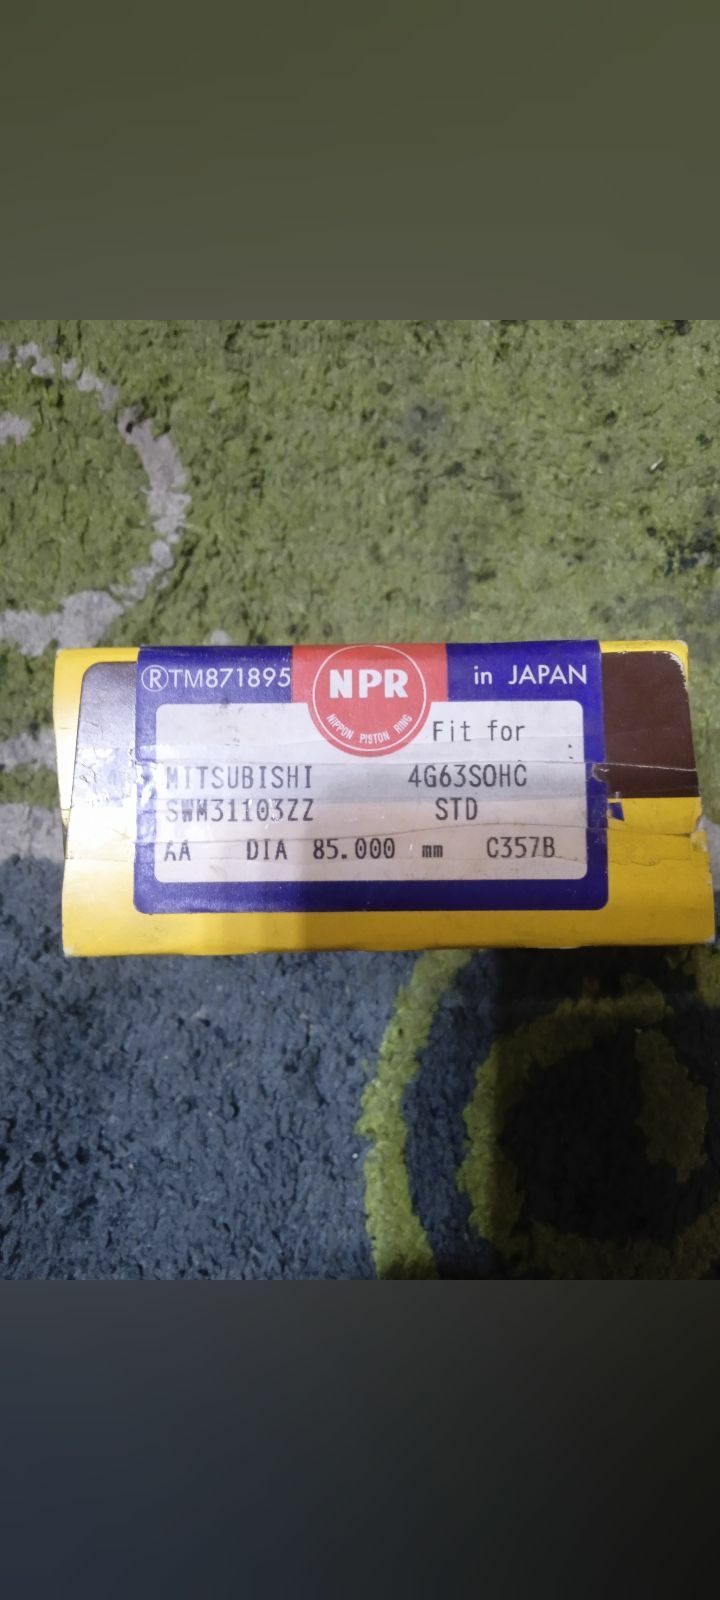 ®TM871895 NPR in JAPAN
NIPPON PISTON RING
Fit for
MITSUBISHI 4G63SOHC
SWM31103ZZ STD
AA DIA 85.000 mm C357B